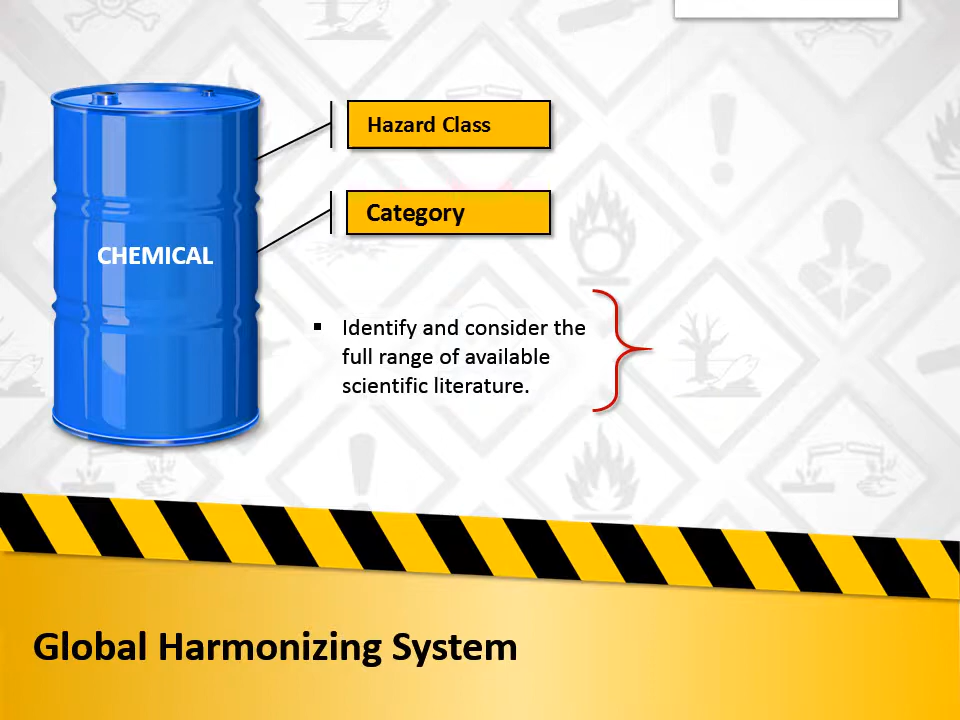 Hazard Class
Category
CHEMICAL
▪ Identify and consider the
full range of available
scientific literature.
Global Harmonizing System